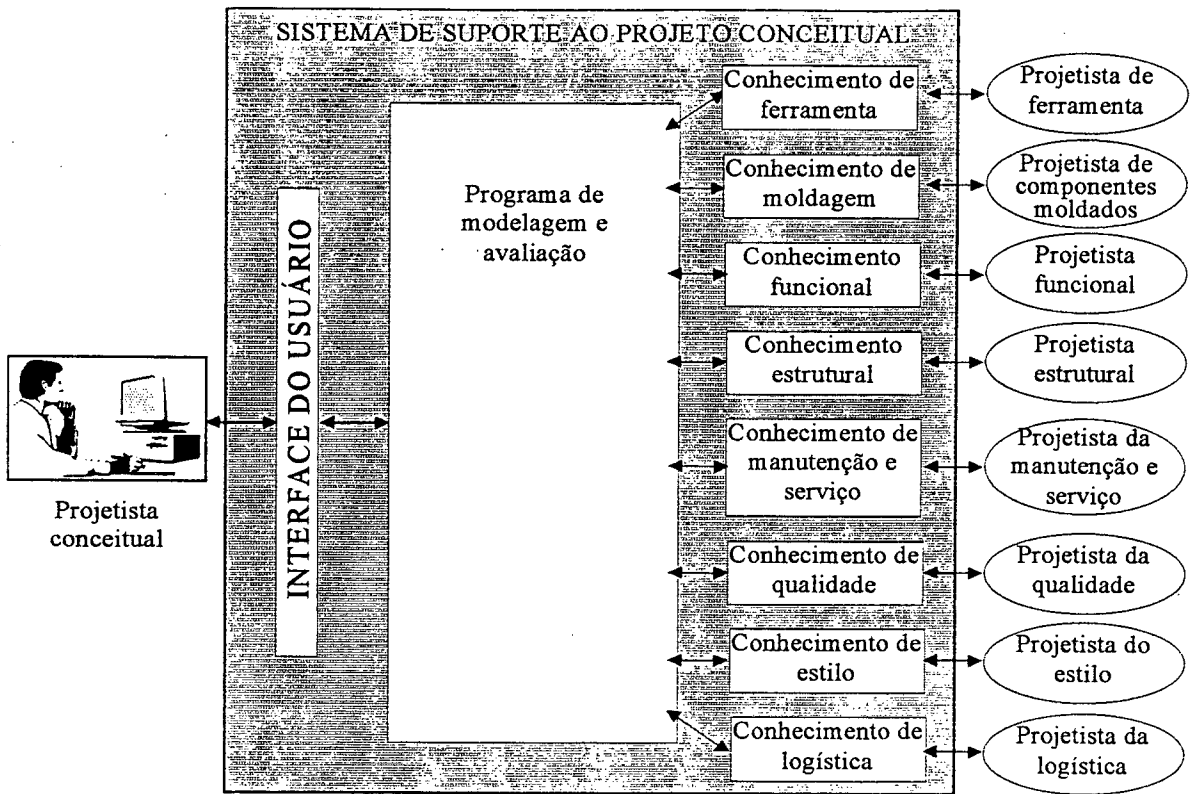 SISTEMA DE SUPORTE AO PROJETO CONCEITUAL
Conhecimento de
ferramenta
Projetista de
ferramenta
Conhecimento de
moldagem
Projetista de
componentes
moldados
Programa de
modelagem e
avaliação
Conhecimento
funcional
Projetista
funcional
INTERFACE DO USUÁRIO
Conhecimento
estrutural
Projetista
estrutural
Conhecimento de
manutenção e
serviço
Projetista da
manutenção e
serviço
Projetista
conceitual
Conhecimento de
qualidade
Projetista da
qualidade
Conhecimento de
estilo
Projetista do
estilo
Conhecimento de
logística
Projetista da
logística